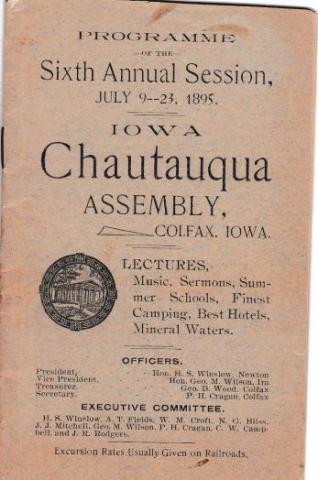 PROGRAMME
—OF THE—
Sixth Annual Session,
JULY 9--23, 1895.
IOWA
Chautauqua
ASSEMBLY,
COLFAX, IOWA.
LECTURES,
Music, Sermons, Sum-
mer Schools, Finest
Camping, Best Hotels,
Mineral Waters.
OFFICERS.
President, - Hon. H. S. Winslow, Newton
Vice President, Hon. Geo. M. Wilson, Ira
Treasurer, Geo. D. Wood, Colfax
Secretary. P. H. Cragan, Colfax
EXECUTIVE COMMITTEE.
H. S. Winslow, A. T. Fields, W. M. Croft, N. G. Bliss,
J. J. Mitchell, Geo. M. Wilson, P. H. Cragan, C. W. Camp-
bell, and J. R. Rodgers.
Excursion Rates Usually Given on Railroads.